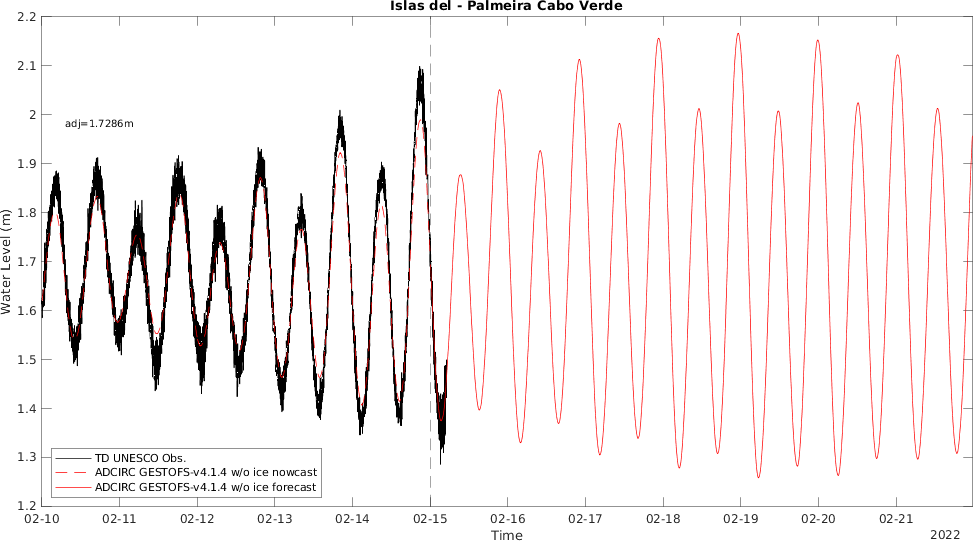 Islas del - Palmeira Cabo Verde
2.2
2.1
2
1.9
1.8
1.7
1.6
1.5
1.4
1.3
1.2
Water Level (m)
adj=1.7286m
TD UNESCO Obs.
ADCIRC GESTOFS-v4.1.4 w/o ice nowcast
ADCIRC GESTOFS-v4.1.4 w/o ice forecast
02-10 02-11 02-12 02-13 02-14 02-15 02-16 02-17 02-18 02-19 02-20 02-21
Time
2022